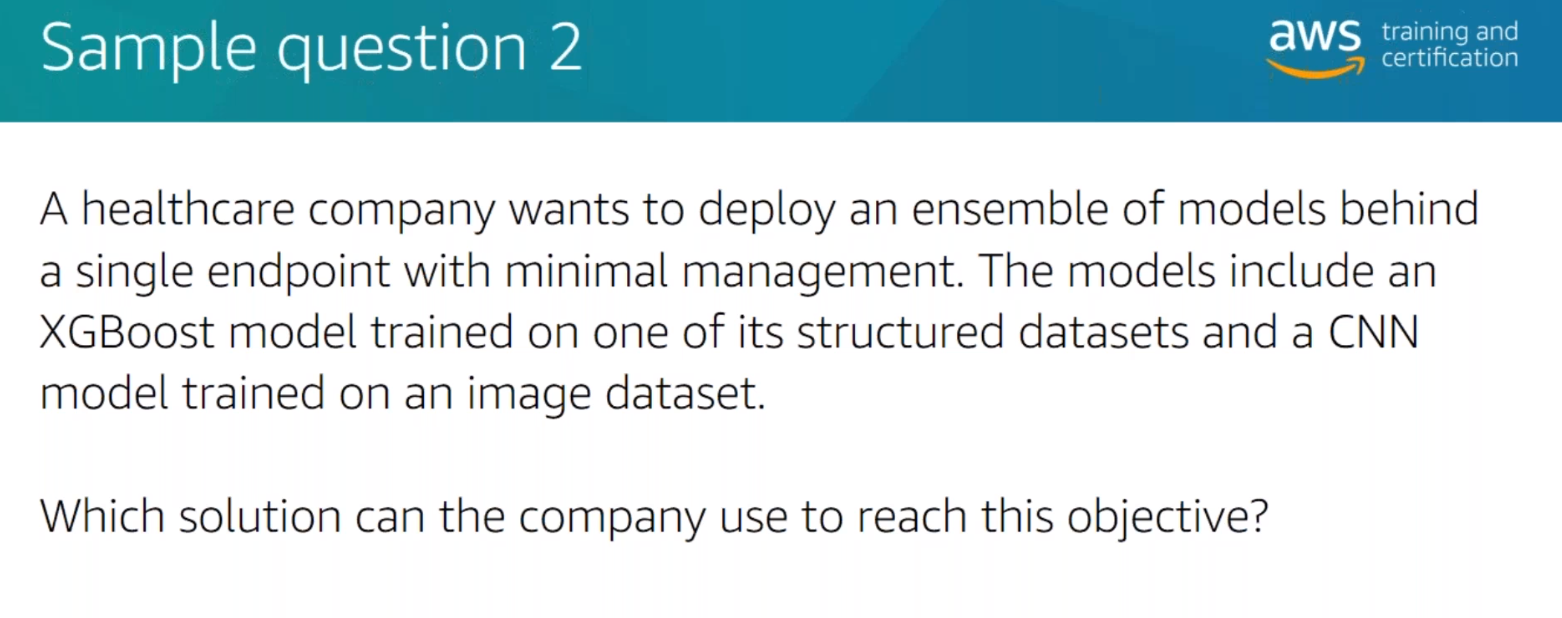 Sample question 2
aws training and
certification
A healthcare company wants to deploy an ensemble of models behind
a single endpoint with minimal management. The models include an
XGBoost model trained on one of its structured datasets and a CNN
model trained on an image dataset.
Which solution can the company use to reach this objective?